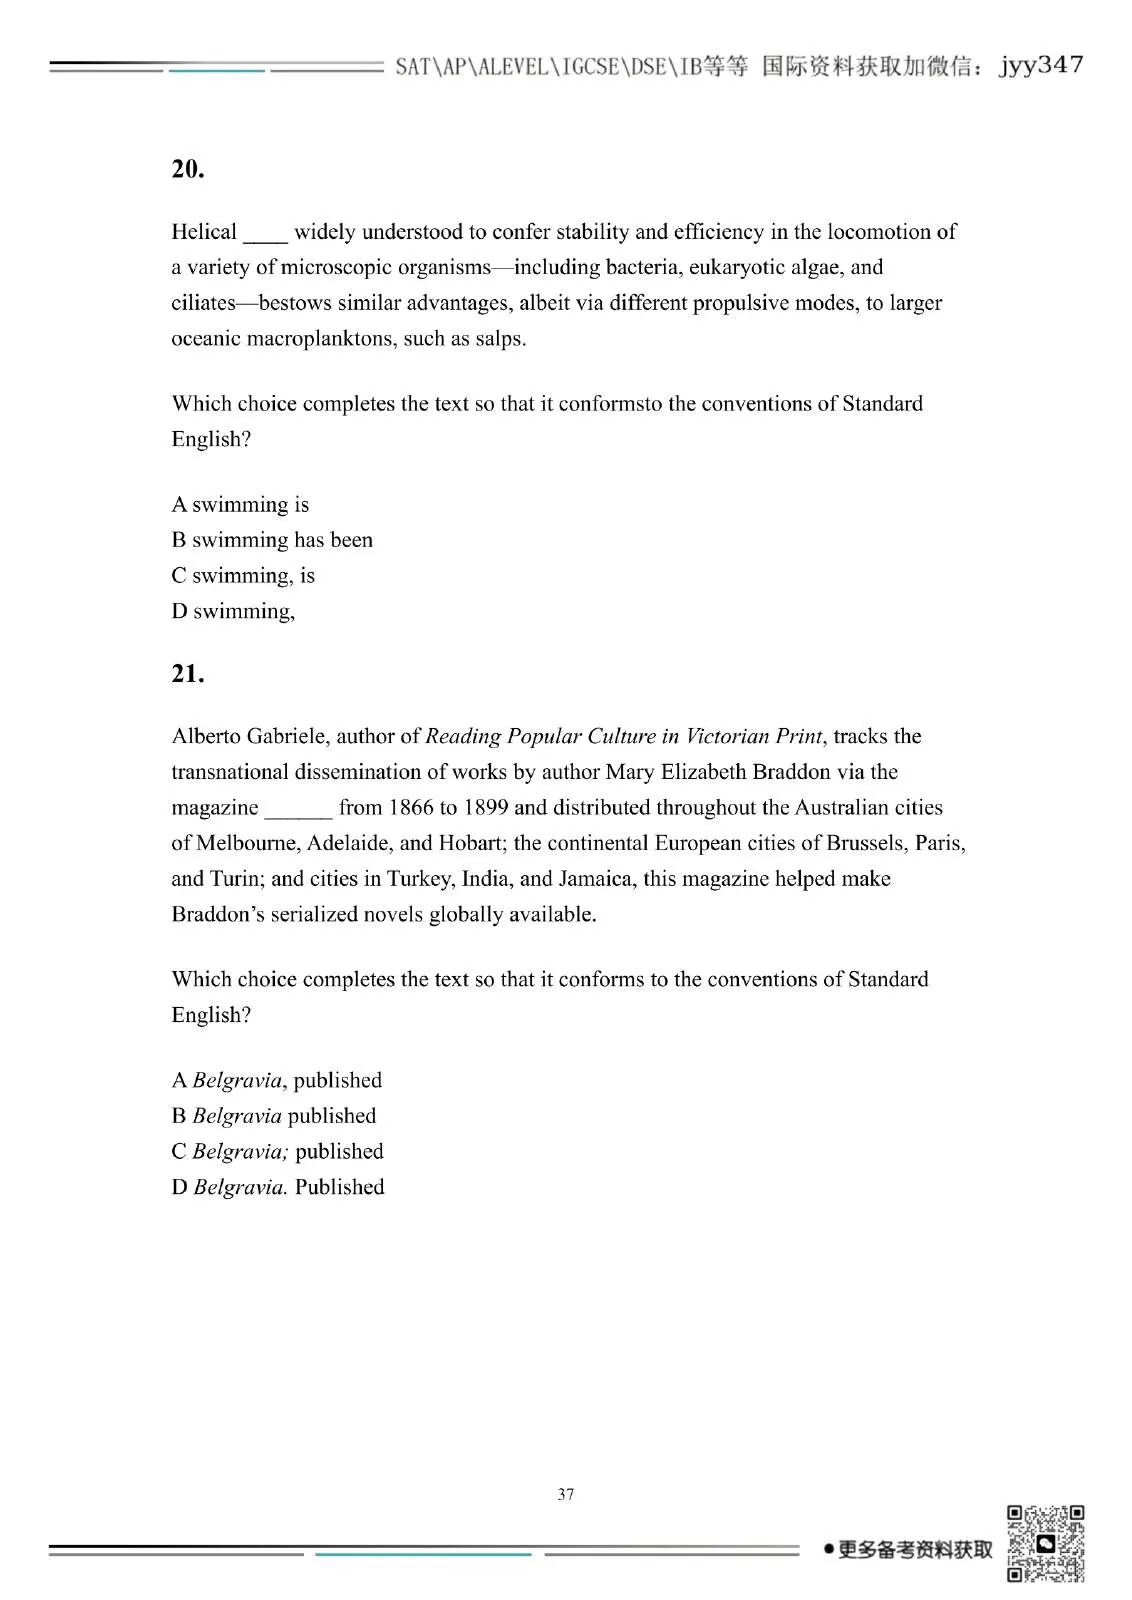 SAT\AP\ALEVEL\IGCSE\DSE\IB等等 国际资料获取加微信: jyy347
20.
Helical ____ widely understood to confer stability and efficiency in the locomotion of
a variety of microscopic organisms—including bacteria, eukaryotic algae, and
ciliates—bestows similar advantages, albeit via different propulsive modes, to larger
oceanic macroplanktons, such as salps.
Which choice completes the text so that it conformsto the conventions of Standard
English?
A swimming is
B swimming has been
C swimming, is
D swimming,
21.
Alberto Gabriele, author of Reading Popular Culture in Victorian Print, tracks the
transnational dissemination of works by author Mary Elizabeth Braddon via the
magazine ______ from 1866 to 1899 and distributed throughout the Australian cities
of Melbourne, Adelaide, and Hobart; the continental European cities of Brussels, Paris,
and Turin; and cities in Turkey, India, and Jamaica, this magazine helped make
Braddon's serialized novels globally available.
Which choice completes the text so that it conforms to the conventions of Standard
English?
A Belgravia, published
B Belgravia published
C Belgravia; published
D Belgravia. Published
37
●更多备考资料获取